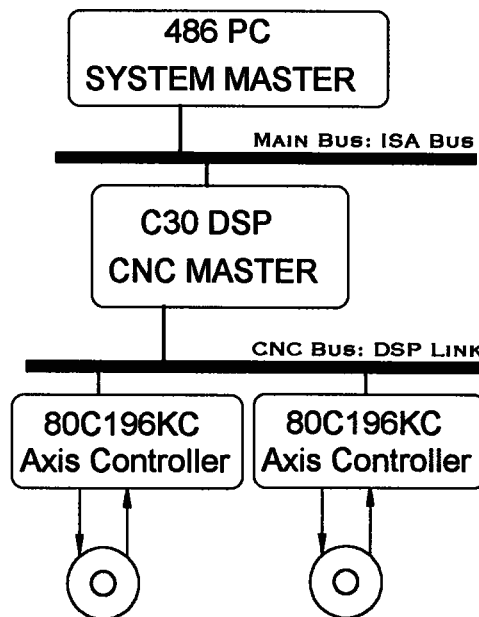 486 PC
SYSTEM MASTER
MAIN BUS: ISA BUS
C30 DSP
CNC MASTER
CNC BUS: DSP LINK
80C196KC
Axis Controller
80C196KC
Axis Controller